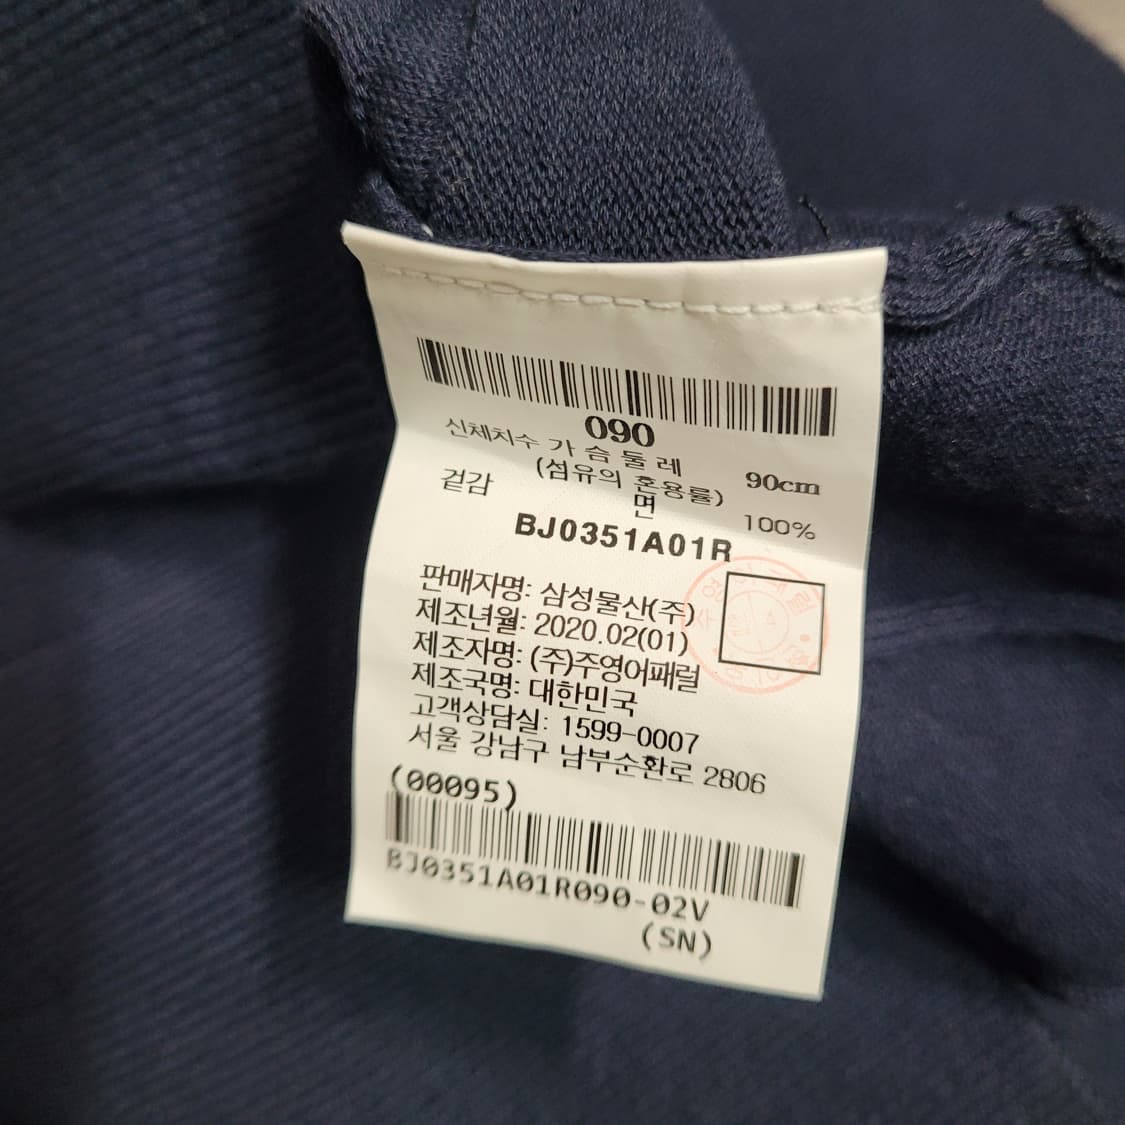 090
신체치수 가 슴 둘 레 90cm
(섬유의 혼용률)
겉감 면 100%
BJ0351A01R
판매자명: 삼성물산(주)
제조년월: 2020.02(01)
제조자명: (주)주영어패럴
제조국명: 대한민국
고객상담실: 1599-0007
서울 강남구 남부순환로 2806
(00095)
BJ0351A01R090-02V
(SN)